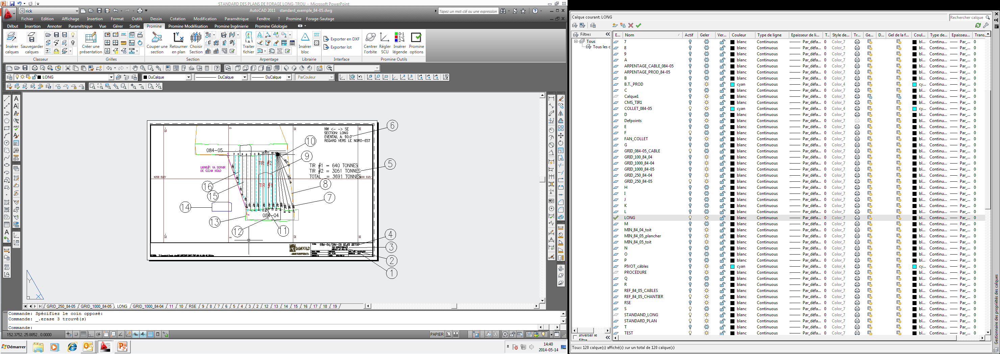 STANDARD DES PLANS DE FORAGE LONG-TROU - Microsoft PowerPoint
rick
AutoCAD 2011 standard_exemple_84-05.dwg
Tapez un mot-clé ou une expression
Fichier Edition Affichage Insertion Format Outils Dessin Cotation Modification Paramétrique Fenêtre ? Promine Forage-Sautage
Début Insertion Annoter Paramétrique Vue Gérer Sortie Promine Promine Modélisation Promine Ingénierie Promine Géologie
Insérer calques
Sauvegarder calques
Créer une présentation
Couper une section
Retourner en plan
Choisir Section
Traiter fichier
Insérer bloc
Exporter en DXF
Exporter lot
Centrer l'orbite
Régler SCU
0-1
1-2
2-4
Insérer légende
Promine options
Classeur Grilles Section Arpentage Librairie Interface Promine Outils
LONG DuCalque DuCalque DuCalque ParCouleur
NW <- -> SE
SECTION: LONG
EVENTAIL A: 90.0°
REGARD VERS LE NORD-EST
084-05
LIGNE#1 VA SERVIR
DE CLEAN HOLD
TIR #2
TIR #1 = 640 TONNES
TIR #2 = 3051 TONNES
TOTAL = 3691 TONNES
4200 ELEV
084-04
-25 0 25 50
1
2
3
4
5
6
7
8
9
10
11
12
13
14
15
16
IAMGOLD
Y
X
GRID_250_84-05 GRID_1000_84-05 LONG GRID_1000_84-04 11 10 RSE 9 8 7 6 5 4 3 2 12 13 14 15 16 17 18 19
Commande: Spécifiez le coin opposé:
Commande: _.erase 3 trouvé(s)
Commande:
152.3752, 25.8852, 0.0000
PAPIER
Démarrer
14:40
2014-05-14
Calque courant: LONG
Rechercher calque
Filtres
Tous
Tous les c
Inverser le filtre
E... Nom Actif Geler Ver... Couleur Type de ligne Epaisseur de li... T... Style de... Tr... Ge... D... Gel de la f... Coul... Type de... Epaisseu... Trans...
7 blanc Continuous Par_défa... 0 Color_7 bl... Continu... Par_... 0
8 blanc Continuous Par_défa... 0 Color_7 bl... Continu... Par_... 0
9 blanc Continuous Par_défa... 0 Color_7 bl... Continu... Par_... 0
A blanc Continuous Par_défa... 0 Color_7 bl... Continu... Par_... 0
ARPENTAGE_CABLE_084-05 blanc Continuous Par_défa... 0 Color_7 bl... Continu... Par_... 0
ARPENTAGE_PROD_84-05 blanc Continuous Par_défa... 0 Color_7 bl... Continu... Par_... 0
B blanc Continuous Par_défa... 0 Color_7 bl... Continu... Par_... 0
B.T._PROD cyan Continuous Par_défa... 0 Color_4 cy... Continu... Par_... 0
C blanc Continuous Par_défa... 0 Color_7 bl... Continu... Par_... 0
Calque1 blanc Continuous Par_défa... 0 Color_7 bl... Continu... Par_... 0
CMS_TIR1 blanc Continuous Par_défa... 0 Color_7 bl... Continu... Par_... 0
COLLET_084-05 cyan Continuous Par_défa... 0 Color_4 cy... Continu... Par_... 0
D blanc Continuous Par_défa... 0 Color_7 bl... Continu... Par_... 0
Defpoints blanc Continuous Par_défa... 0 Color_7 bl... Continu... Par_... 0
E blanc Continuous Par_défa... 0 Color_7 bl... Continu... Par_... 0
F blanc Continuous Par_défa... 0 Color_7 bl... Continu... Par_... 0
FAN_COLLET blanc Continuous Par_défa... 0 Color_7 bl... Continu... Par_... 0
G blanc Continuous Par_défa... 0 Color_7 bl... Continu... Par_... 0
GRID_084-05_CABLE blanc Continuous Par_défa... 0 Color_7 bl... Continu... Par_... 0
GRID_100_84_04 blanc Continuous Par_défa... 0 Color_7 bl... Continu... Par_... 0
GRID_1000_84-04 blanc Continuous Par_défa... 0 Color_7 bl... Continu... Par_... 0
GRID_1000_84-05 blanc Continuous Par_défa... 0 Color_7 bl... Continu... Par_... 0
GRID_250_84-04 blanc Continuous Par_défa... 0 Color_7 bl... Continu... Par_... 0
GRID_250_84-05 blanc Continuous Par_défa... 0 Color_7 bl... Continu... Par_... 0
H blanc Continuous Par_défa... 0 Color_7 bl... Continu... Par_... 0
I blanc Continuous Par_défa... 0 Color_7 bl... Continu... Par_... 0
J blanc Continuous Par_défa... 0 Color_7 bl... Continu... Par_... 0
K blanc Continuous Par_défa... 0 Color_7 bl... Continu... Par_... 0
L blanc Continuous Par_défa... 0 Color_7 bl... Continu... Par_... 0
LONG blanc Continuous Par_défa... 0 Color_7 bl... Continu... Par_... 0
M blanc Continuous Par_défa... 0 Color_7 bl... Continu... Par_... 0
MIN_84_04_toit blanc Continuous Par_défa... 0 Color_7 bl... Continu... Par_... 0
MIN_84_05_plancher blanc Continuous Par_défa... 0 Color_7 bl... Continu... Par_... 0
MIN_84_05_toit blanc Continuous Par_défa... 0 Color_7 bl... Continu... Par_... 0
N blanc Continuous Par_défa... 0 Color_7 bl... Continu... Par_... 0
O blanc Continuous Par_défa... 0 Color_7 bl... Continu... Par_... 0
P blanc Continuous Par_défa... 0 Color_7 bl... Continu... Par_... 0
PIVOT_câbles cyan Continuous Par_défa... 0 Color_4 cy... Continu... Par_... 0
PROCÉDURE blanc Continuous Par_défa... 0 Color_7 bl... Continu... Par_... 0
Q blanc Continuous Par_défa... 0 Color_7 bl... Continu... Par_... 0
R blanc Continuous Par_défa... 0 Color_7 bl... Continu... Par_... 0
REF_84_05_CABLES blanc Continuous Par_défa... 0 Color_7 bl... Continu... Par_... 0
REF_84_05_CHANTIER blanc Continuous Par_défa... 0 Color_7 bl... Continu... Par_... 0
RSE blanc Continuous Par_défa... 0 Color_7 bl... Continu... Par_... 0
S blanc Continuous Par_défa... 0 Color_7 bl... Continu... Par_... 0
STANDAND_LONG blanc Continuous Par_défa... 0 Color_7 bl... Continu... Par_... 0
STANDARD_PLAN blanc Continuous Par_défa... 0 Color_7 bl... Continu... Par_... 0
T blanc Continuous Par_défa... 0 Color_7 bl... Continu... Par_... 0
TEST blanc Continuous Par_défa... 0 Color_7 bl... Continu... Par_... 0
Tous: 120 calque(s) affiché(s) sur un total de 120 calque(s)
Gestionnaire des propriétés des calques